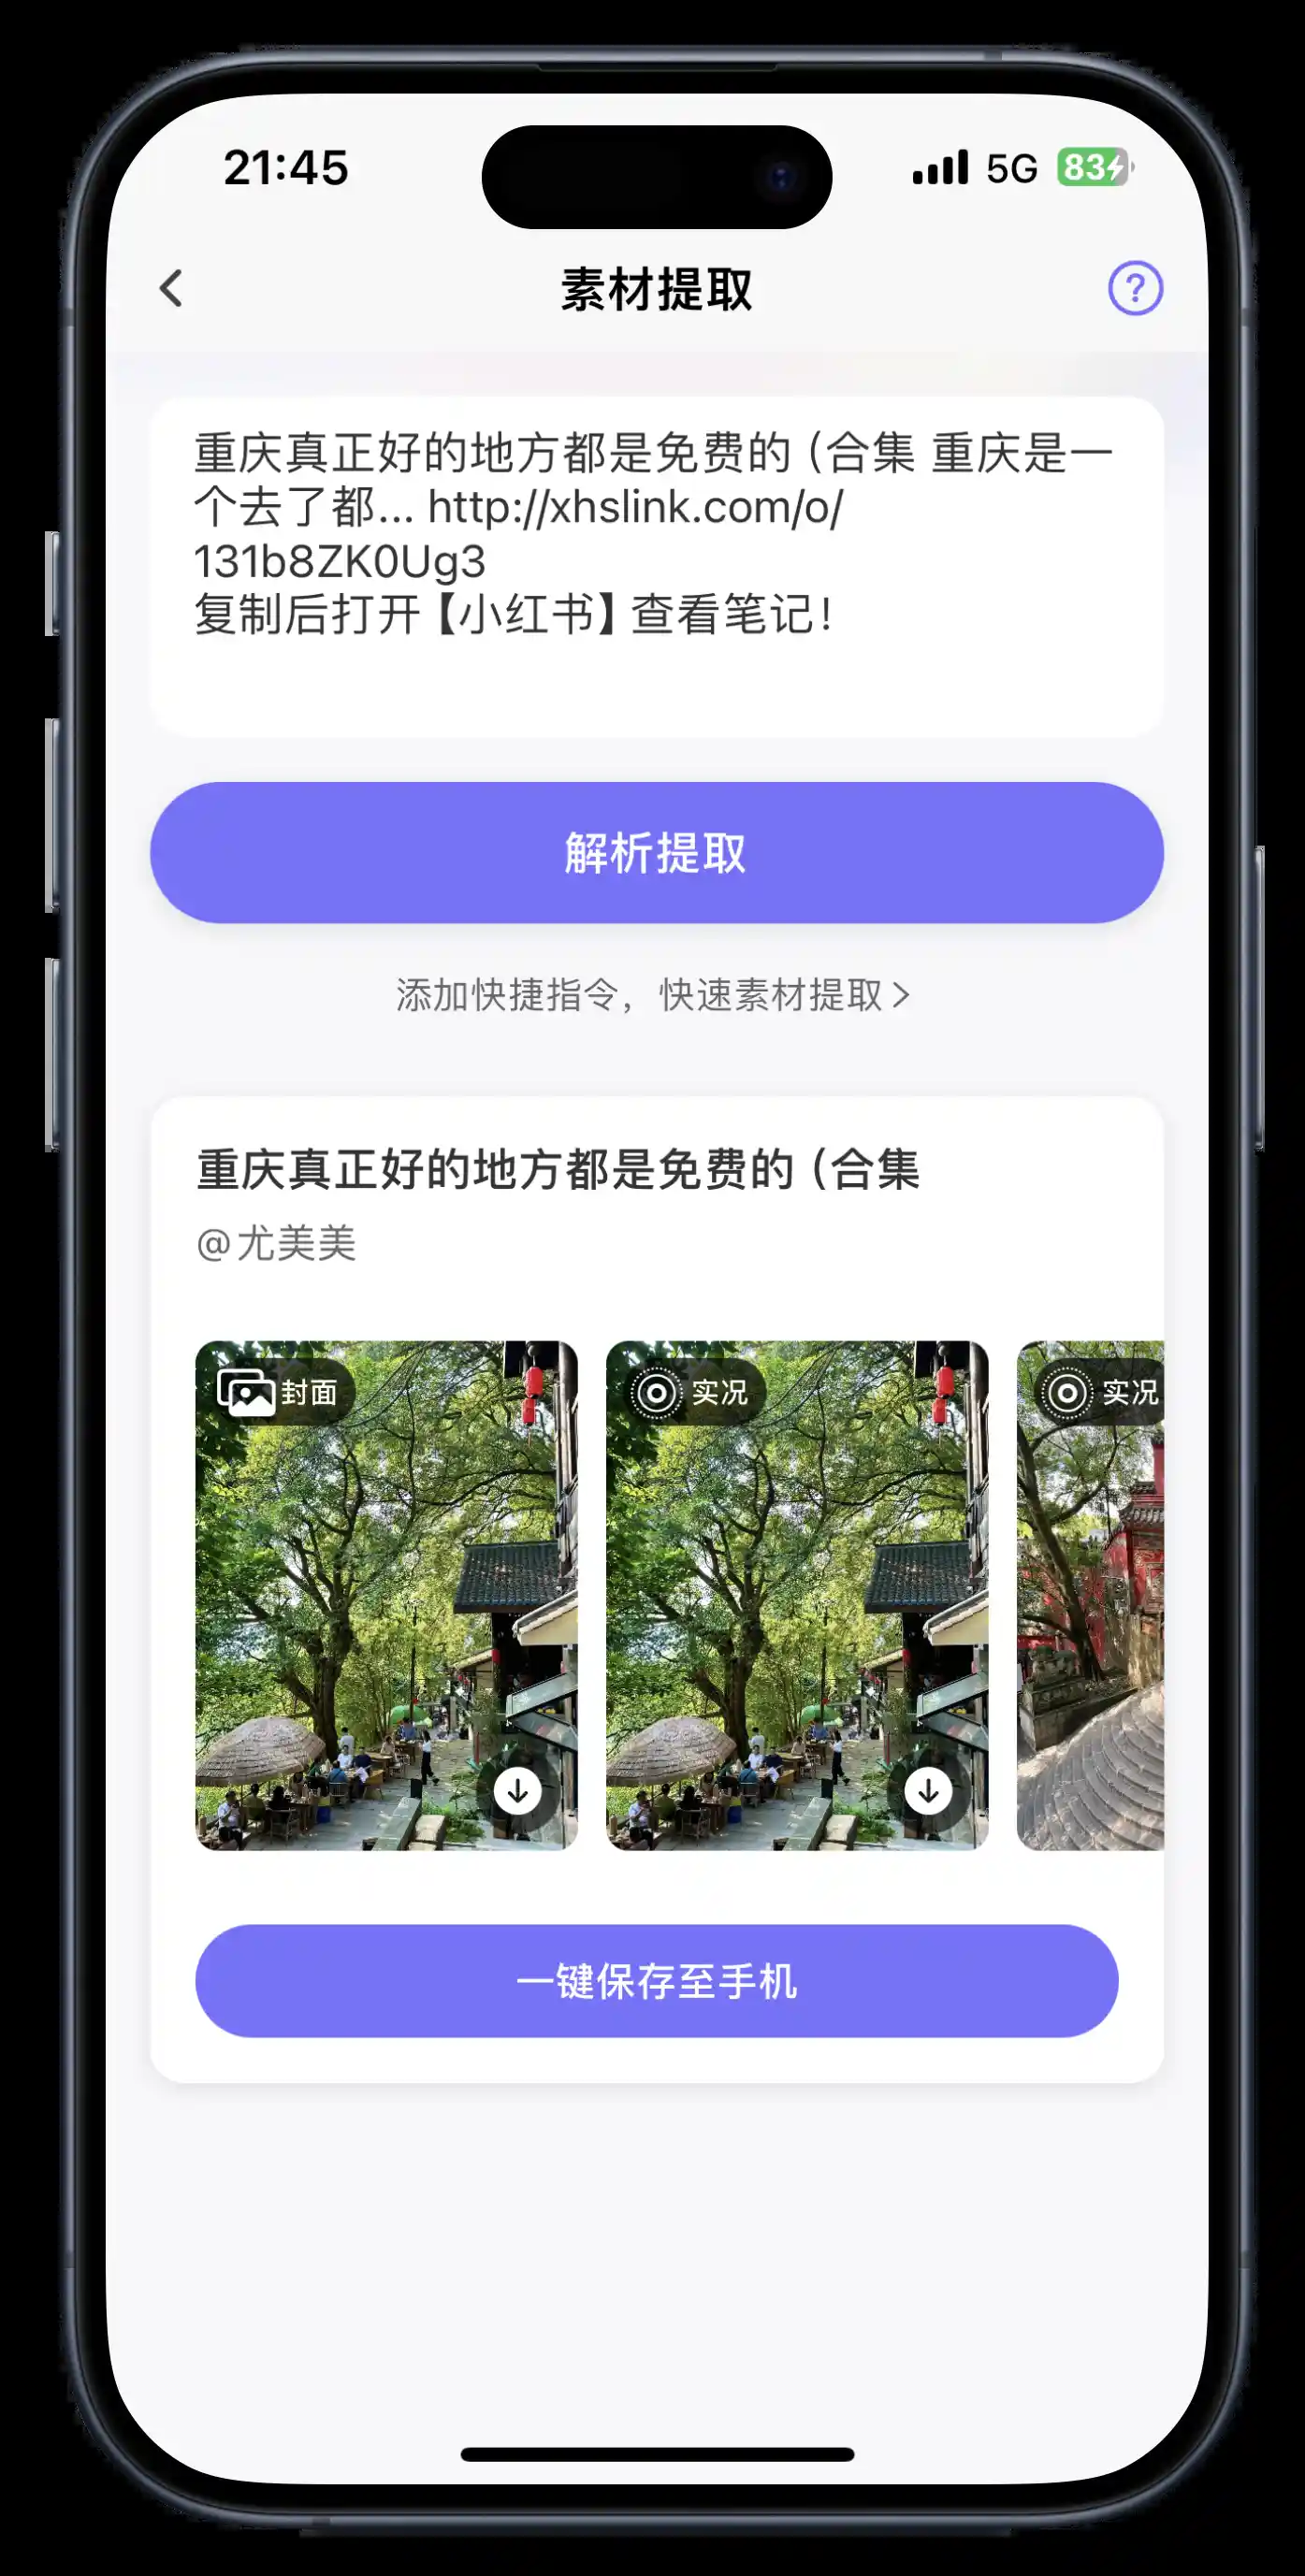 21:45
5G 83
素材提取
?
重庆真正好的地方都是免费的（合集 重庆是一
个去了都... http://xhslink.com/o/
131b8ZK0Ug3
复制后打开【小红书】查看笔记！
解析提取
添加快捷指令，快速素材提取 >
重庆真正好的地方都是免费的（合集
@尤美美
封面
实况
实况
一键保存至手机